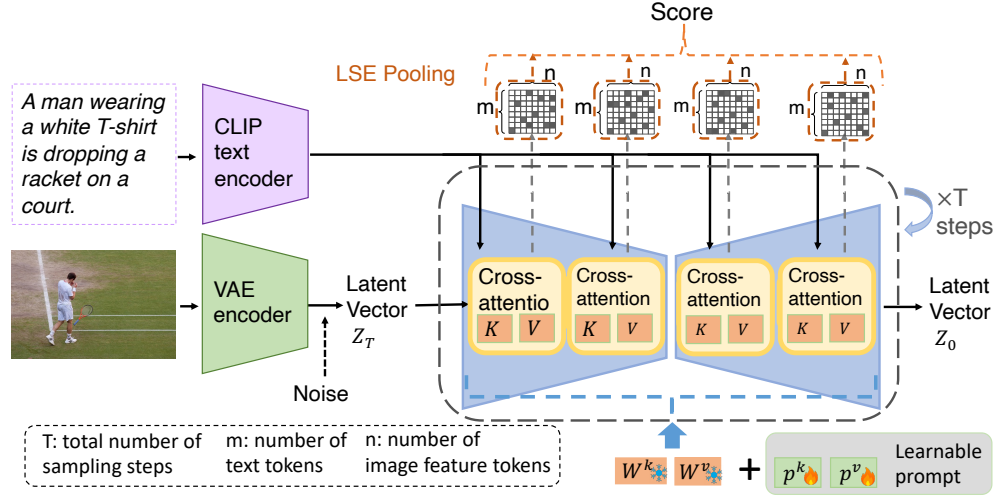 Score
LSE Pooling
n
n
n
n
m
m
m
m
A man wearing
a white T-shirt
is dropping a
racket on a
court.
CLIP
text
encoder
×T
steps
VAE
encoder
Latent
Vector
Z_T
Noise
Cross-
attentio
K V
Cross-
attention
K V
Cross-
attention
K V
Cross-
attention
K V
Latent
Vector
Z_0
T: total number of
sampling steps
m: number of
text tokens
n: number of
image feature tokens
W^k W^v + p^k p^v
Learnable
prompt